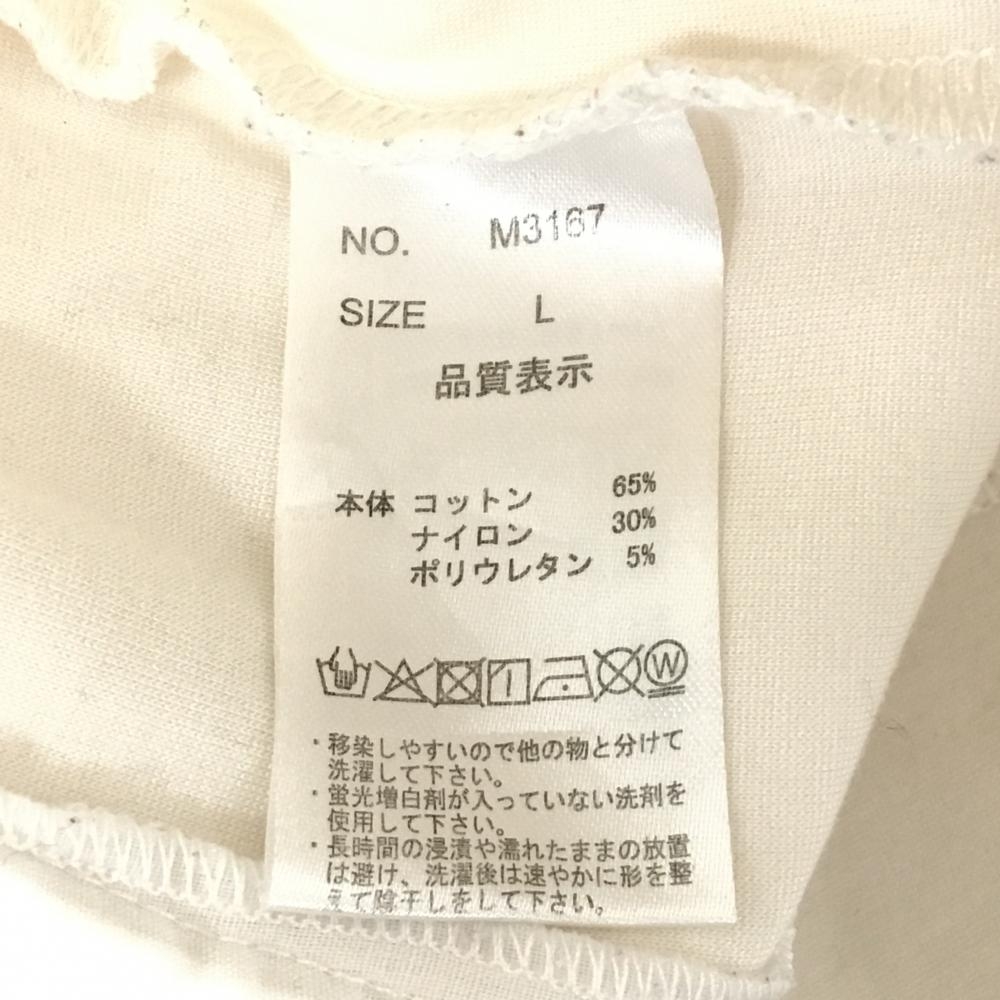 NO. M3167
SIZE L
品質表示
本体 コットン 65%
ナイロン 30%
ポリウレタン 5%
W
・移染しやすいので他の物と分けて
洗濯して下さい。
・蛍光増白剤が入っていない洗剤を
使用して下さい。
・長時間の浸漬や濡れたままの放置
は避け、洗濯後は速やかに形を整
えて陰干しをして下さい。